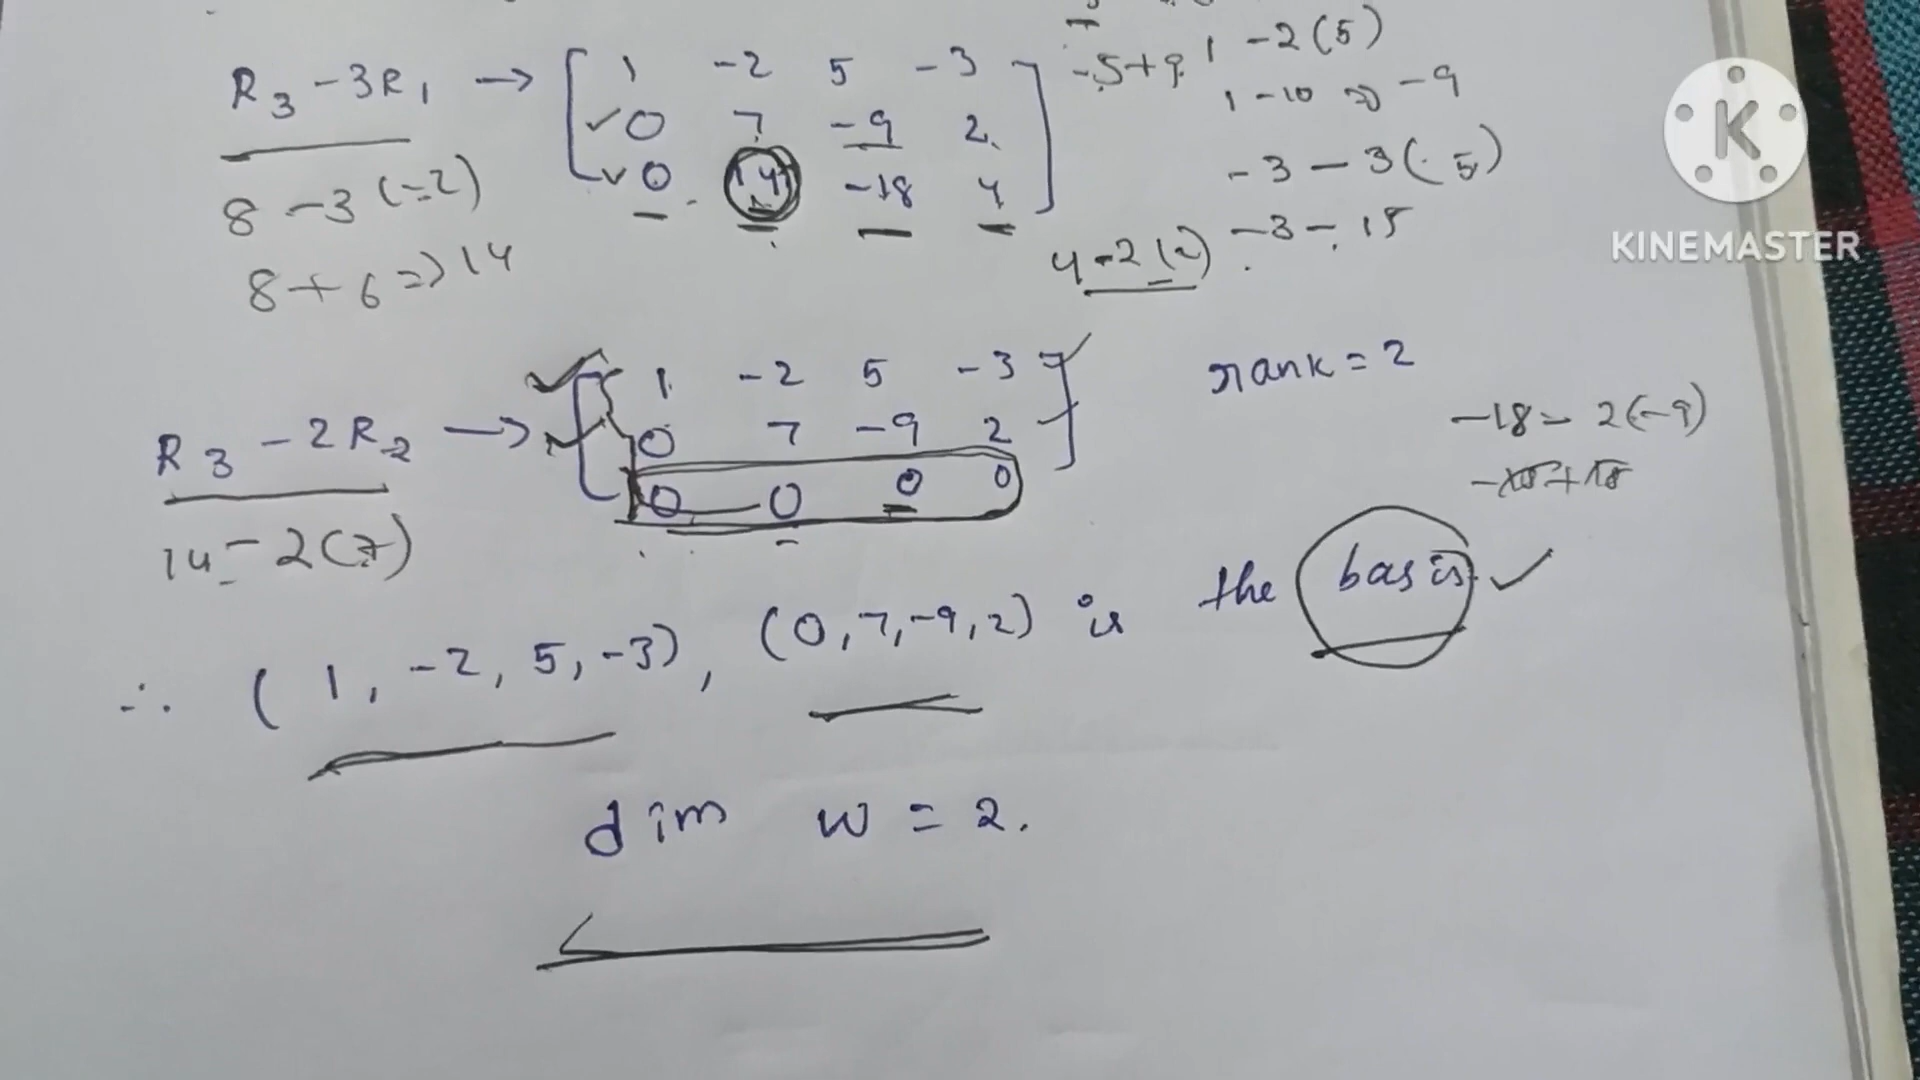 R3 - 3R1 → [ 1 -2 5 -3
0 7 -9 2
0 14 -18 4 ]
8 - 3 (-2)
8 + 6 => 14
-5+9
1 - 2 (5)
1 - 10 => -9
-3 - 3 ( 5)
-3 - 15
4 - 2 (2)
K
KINEMASTER
R3 - 2R2 → [ 1 -2 5 -3
0 7 -9 2
0 0 0 0 ]
14 - 2(7)
rank = 2
-18 - 2(-9)
-18 + 18
∴ (1, -2, 5, -3), (0, 7, -9, 2) is the basis ✓
dim W = 2.